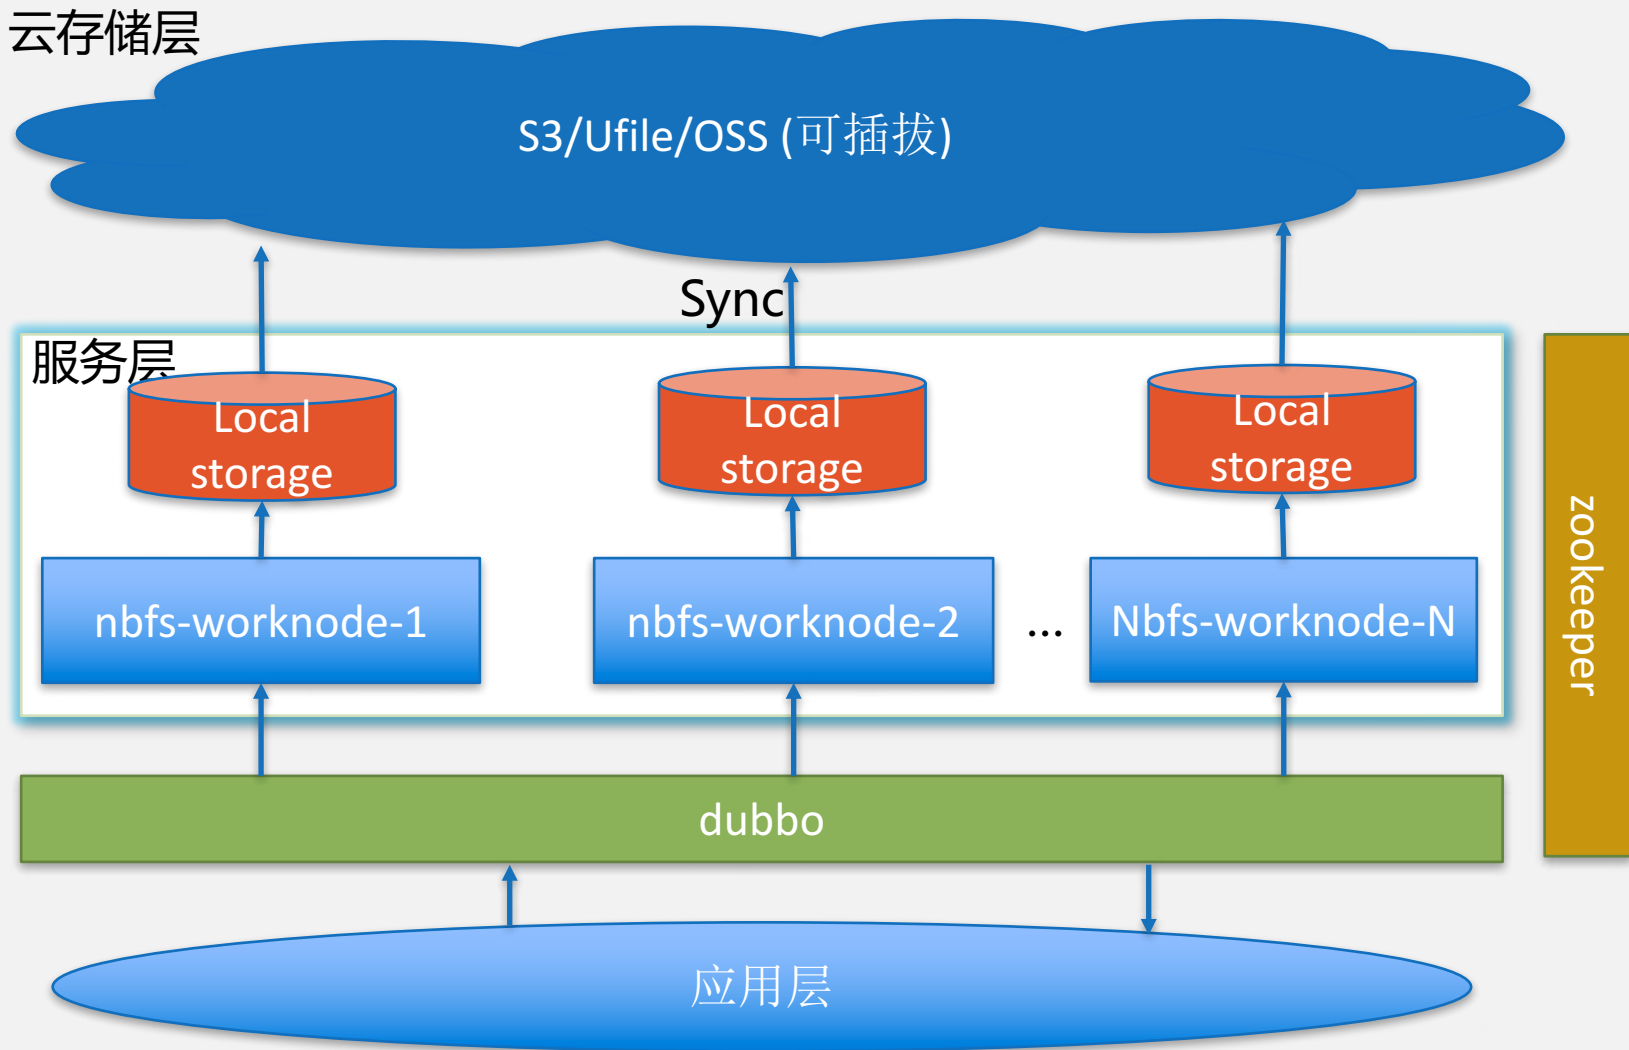 云存储层
S3/Ufile/OSS (可插拔)
Sync
服务层
Local
storage
Local
storage
Local
storage
nbfs-worknode-1
nbfs-worknode-2
...
Nbfs-worknode-N
zookeeper
dubbo
应用层